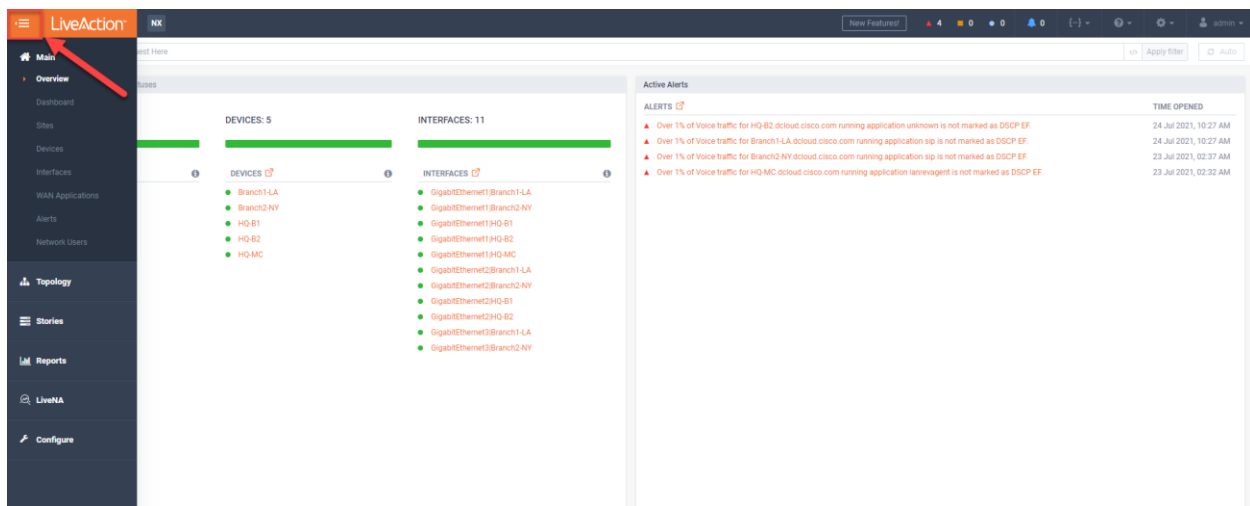 LiveAction
NX
New Features!
4
0
0
0
{--}
admin
Main
Overview
Dashboard
Sites
Devices
Interfaces
WAN Applications
Alerts
Network Users
Topology
Stories
Reports
LiveNA
Configure
est Here
Apply filter
Auto
tuses
DEVICES: 5
INTERFACES: 11
DEVICES
INTERFACES
Branch1-LA
Branch2-NY
HQ-B1
HQ-B2
HQ-MC
GigabitEthernet1|Branch1-LA
GigabitEthernet1|Branch2-NY
GigabitEthernet1|HQ-B1
GigabitEthernet1|HQ-B2
GigabitEthernet1|HQ-MC
GigabitEthernet2|Branch1-LA
GigabitEthernet2|Branch2-NY
GigabitEthernet2|HQ-B1
GigabitEthernet2|HQ-B2
GigabitEthernet3|Branch1-LA
GigabitEthernet3|Branch2-NY
Active Alerts
ALERTS TIME OPENED
Over 1% of Voice traffic for HQ-B2.dcloud.cisco.com running application unknown is not marked as DSCP EF. 24 Jul 2021, 10:27 AM
Over 1% of Voice traffic for Branch1-LA.dcloud.cisco.com running application sip is not marked as DSCP EF. 24 Jul 2021, 10:27 AM
Over 1% of Voice traffic for Branch2-NY.dcloud.cisco.com running application sip is not marked as DSCP EF. 23 Jul 2021, 02:37 AM
Over 1% of Voice traffic for HQ-MC.dcloud.cisco.com running application lanrevagent is not marked as DSCP EF. 23 Jul 2021, 02:32 AM